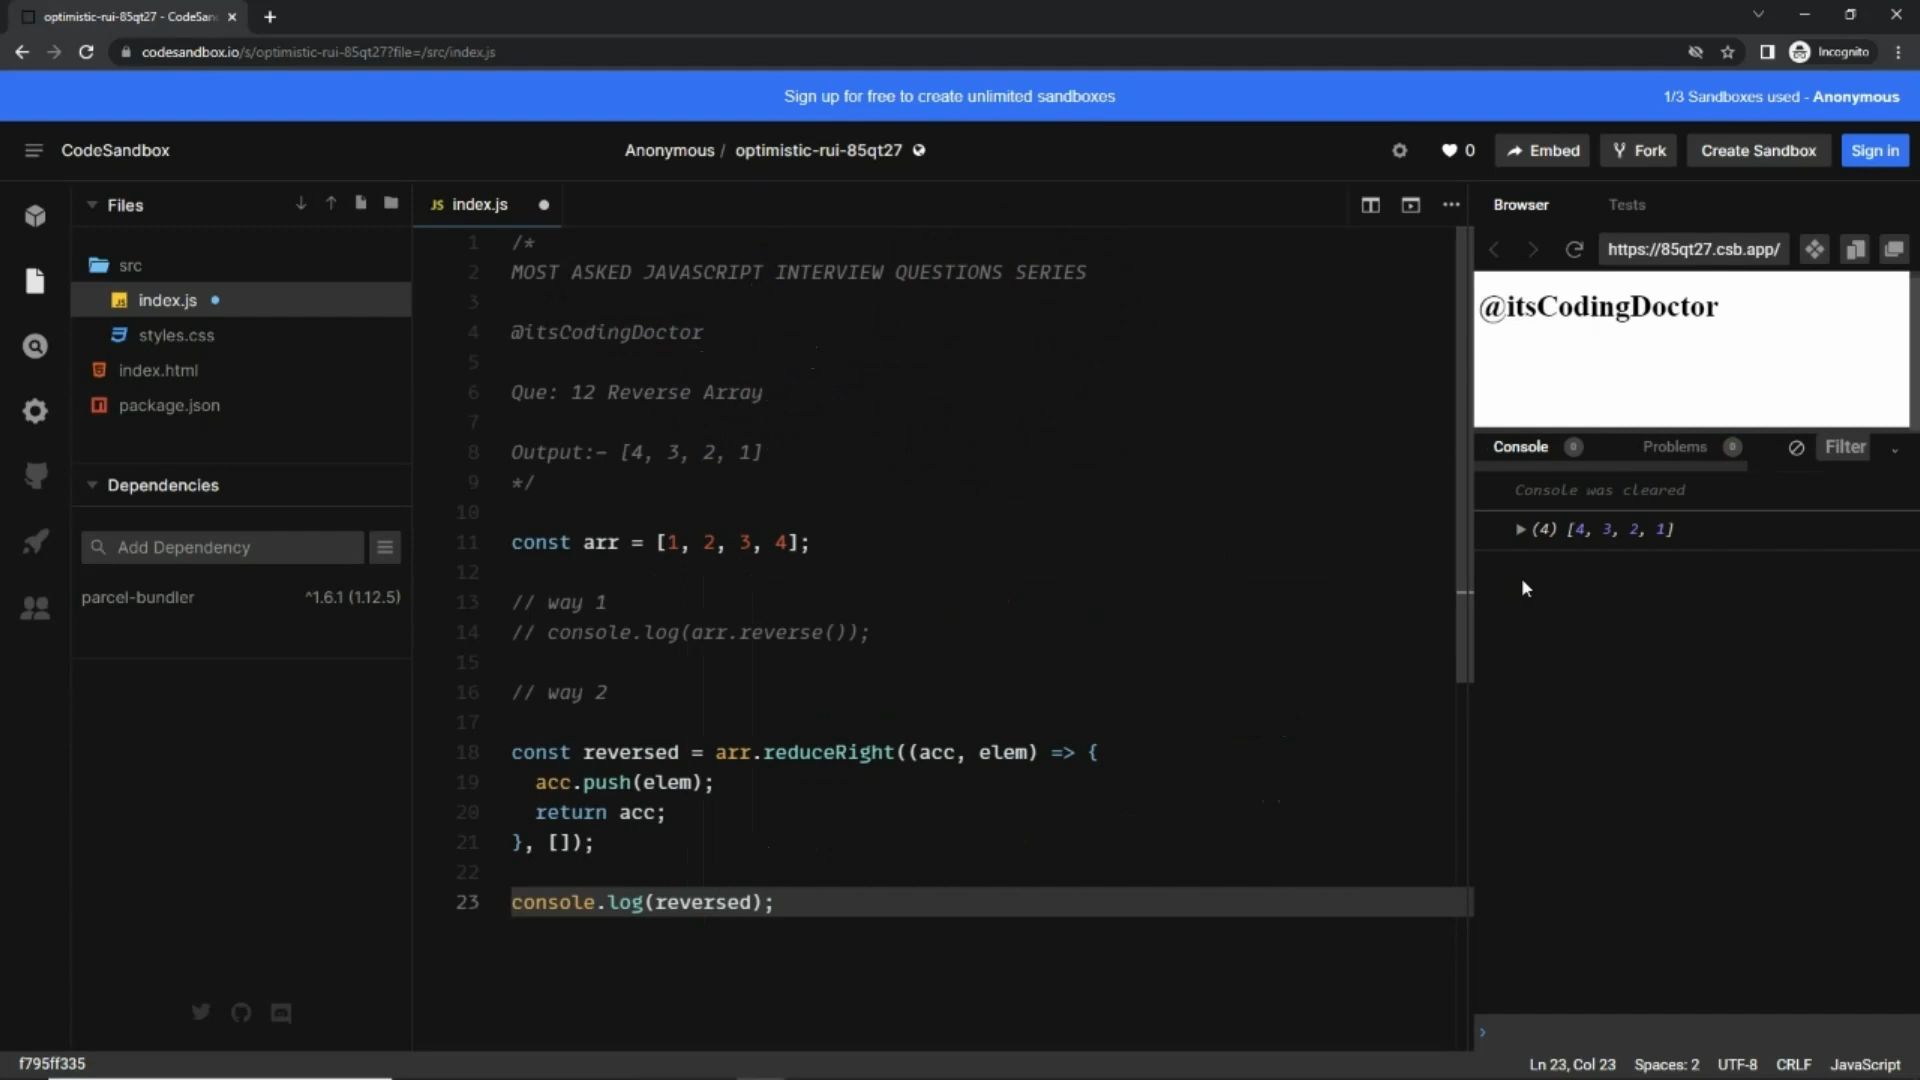 optimistic-rui-85qt27 - CodeSan
codesandbox.io/s/optimistic-rui-85qt27?file=/src/index.js
Incognito
Sign up for free to create unlimited sandboxes
1/3 Sandboxes used - Anonymous
CodeSandbox
Anonymous / optimistic-rui-85qt27
0
Embed
Fork
Create Sandbox
Sign in
Files
src
JS index.js
styles.css
index.html
package.json
Dependencies
Add Dependency
parcel-bundler ^1.6.1 (1.12.5)
JS index.js
1 /*
2 MOST ASKED JAVASCRIPT INTERVIEW QUESTIONS SERIES
3
4 @itsCodingDoctor
5
6 Que: 12 Reverse Array
7
8 Output:- [4, 3, 2, 1]
9 */
10
11 const arr = [1, 2, 3, 4];
12
13 // way 1
14 // console.log(arr.reverse());
15
16 // way 2
17
18 const reversed = arr.reduceRight((acc, elem) => {
19 acc.push(elem);
20 return acc;
21 }, []);
22
23 console.log(reversed);
Browser Tests
https://85qt27.csb.app/
@itsCodingDoctor
Console 0 Problems 0 Filter
Console was cleared
(4) [4, 3, 2, 1]
f795ff335
Ln 23, Col 23 Spaces: 2 UTF-8 CRLF JavaScript